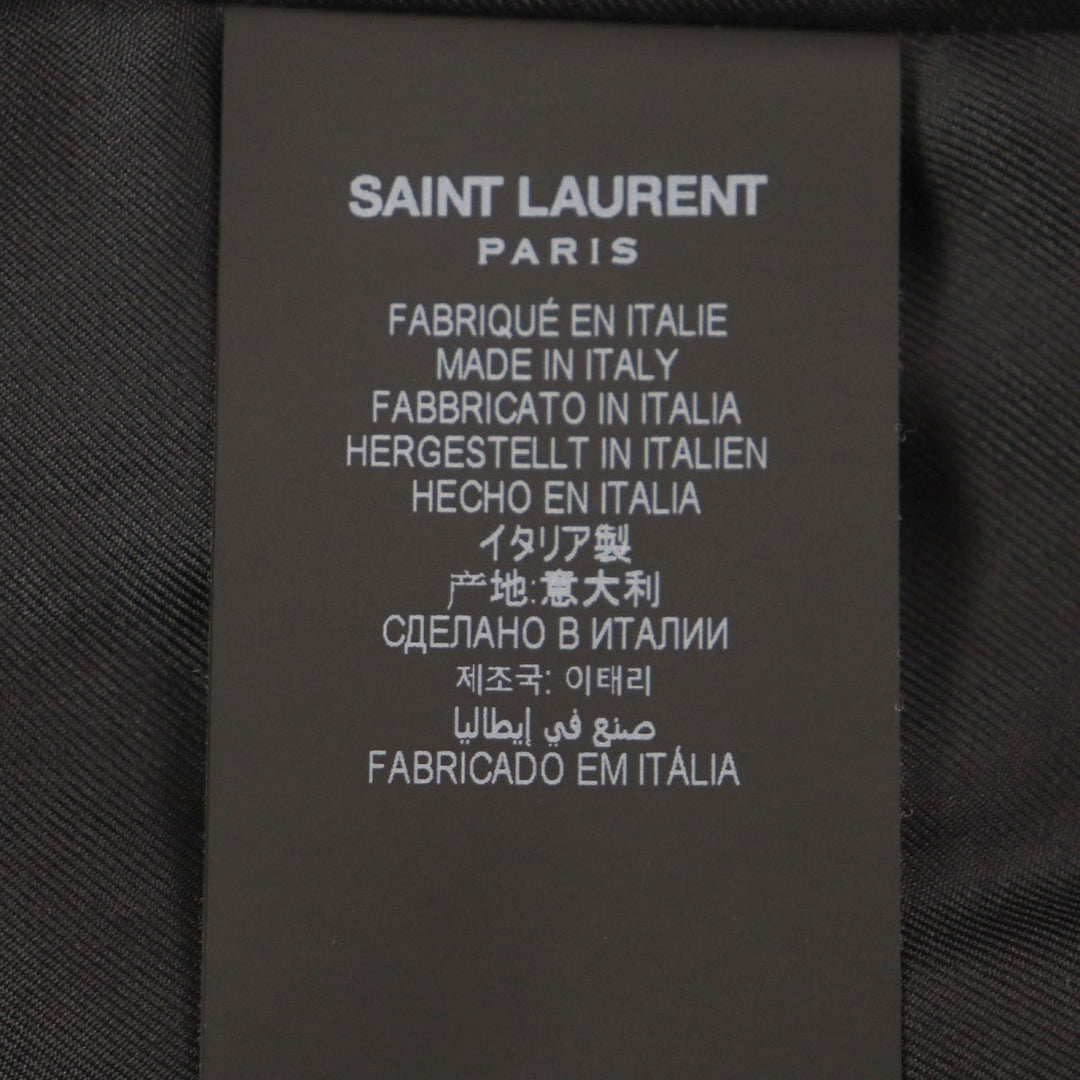 SAINT LAURENT
PARIS
FABRIQUÉ EN ITALIE
MADE IN ITALY
FABBRICATO IN ITALIA
HERGESTELLT IN ITALIEN
HECHO EN ITALIA
イタリア製
产地:意大利
СДЕЛАНО В ИТАЛИИ
제조국: 이태리
صنع في إيطاليا
FABRICADO EM ITÁLIA